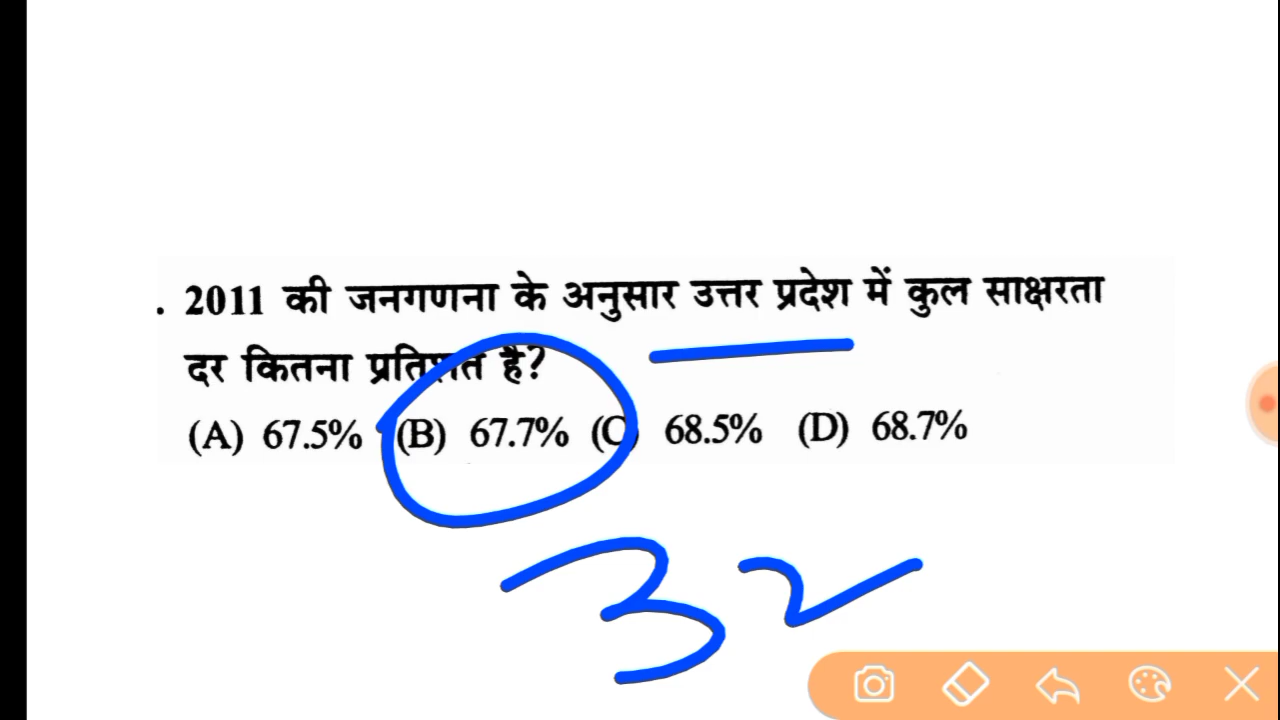 . 2011 की जनगणना के अनुसार उत्तर प्रदेश में कुल साक्षरता
दर कितना प्रतिशत है?
(A) 67.5% (B) 67.7% (C) 68.5% (D) 68.7%
32